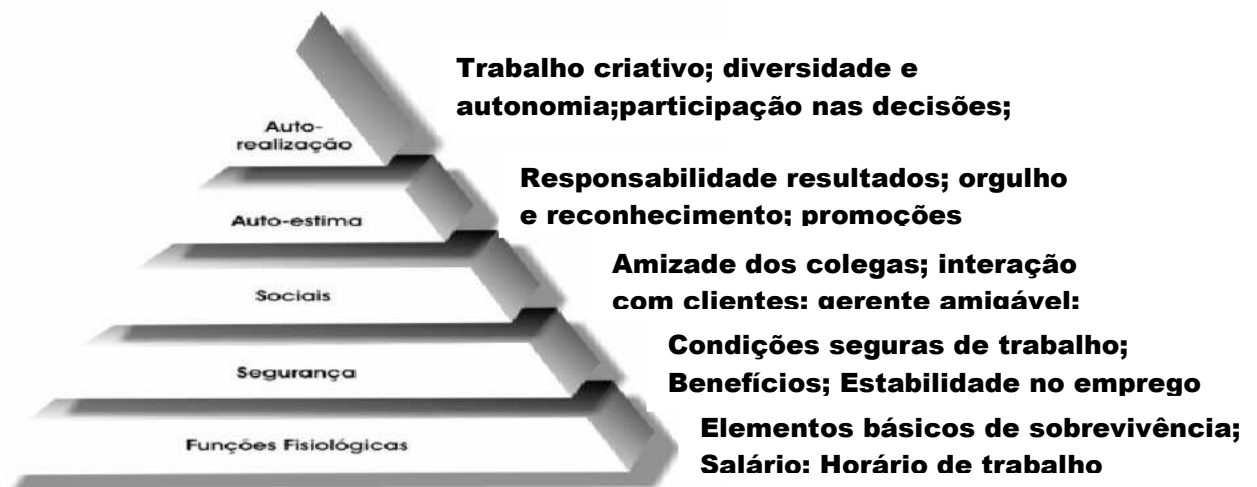 Trabalho criativo; diversidade e
autonomia;participação nas decisões;
Auto-
realização
Responsabilidade resultados; orgulho
e reconhecimento; promoções
Auto-estima
Amizade dos colegas; interação
com clientes; gerente amigável;
Sociais
Condições seguras de trabalho;
Benefícios; Estabilidade no emprego
Segurança
Elementos básicos de sobrevivência;
Salário; Horário de trabalho
Funções Fisiológicas